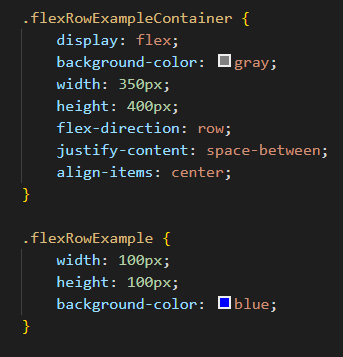 .flexRowExampleContainer {
    display: flex;
    background-color: gray;
    width: 350px;
    height: 400px;
    flex-direction: row;
    justify-content: space-between;
    align-items: center;
}

.flexRowExample {
    width: 100px;
    height: 100px;
    background-color: blue;
}